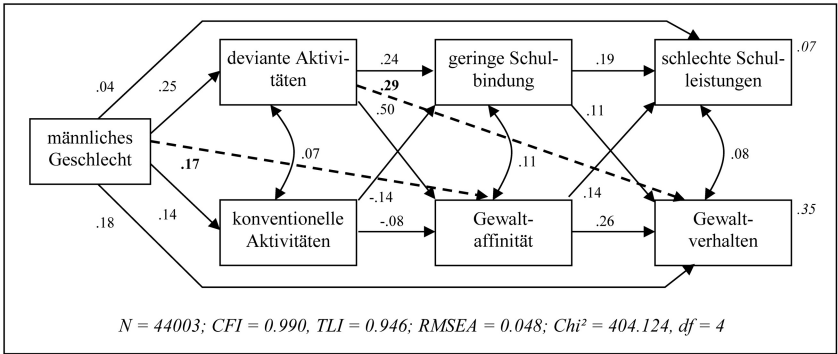 .07
deviante Aktivi-
täten
.24
geringe Schul-
bindung
.19
schlechte Schul-
leistungen
.04
.25
.29
.50
.11
männliches
Geschlecht
.17
.07
.11
.08
.18
.14
konventionelle
Aktivitäten
-.14
-.08
Gewalt-
affinität
.14
.26
Gewalt-
verhalten
.35
N = 44003; CFI = 0.990, TLI = 0.946; RMSEA = 0.048; Chi² = 404.124, df = 4